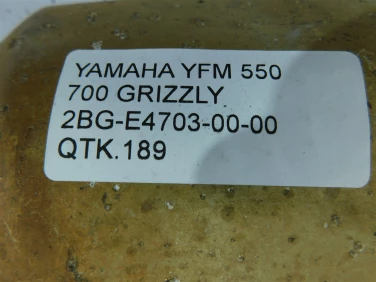 YAMAHA YFM 550
700 GRIZZLY
2BG-E4703-00-00
QTK.189